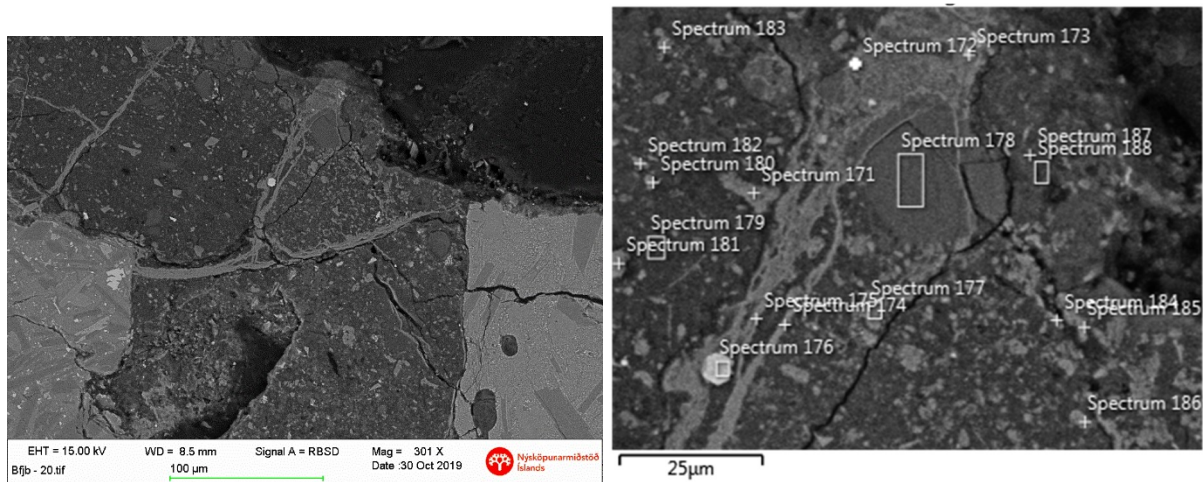 EHT = 15.00 kV
WD = 8.5 mm
Signal A = RBSD
Mag = 301 X
Date :30 Oct 2019
Bfjb - 20.tif
100 µm
Nýsköpunarmiðstöð
Íslands
Spectrum 183
Spectrum 172
Spectrum 173
Spectrum 182
Spectrum 180
Spectrum 178
Spectrum 187
Spectrum 188
Spectrum 171
Spectrum 179
Spectrum 181
Spectrum 177
Spectrum 175
Spectrum 174
Spectrum 184
Spectrum 185
Spectrum 176
Spectrum 186
25µm